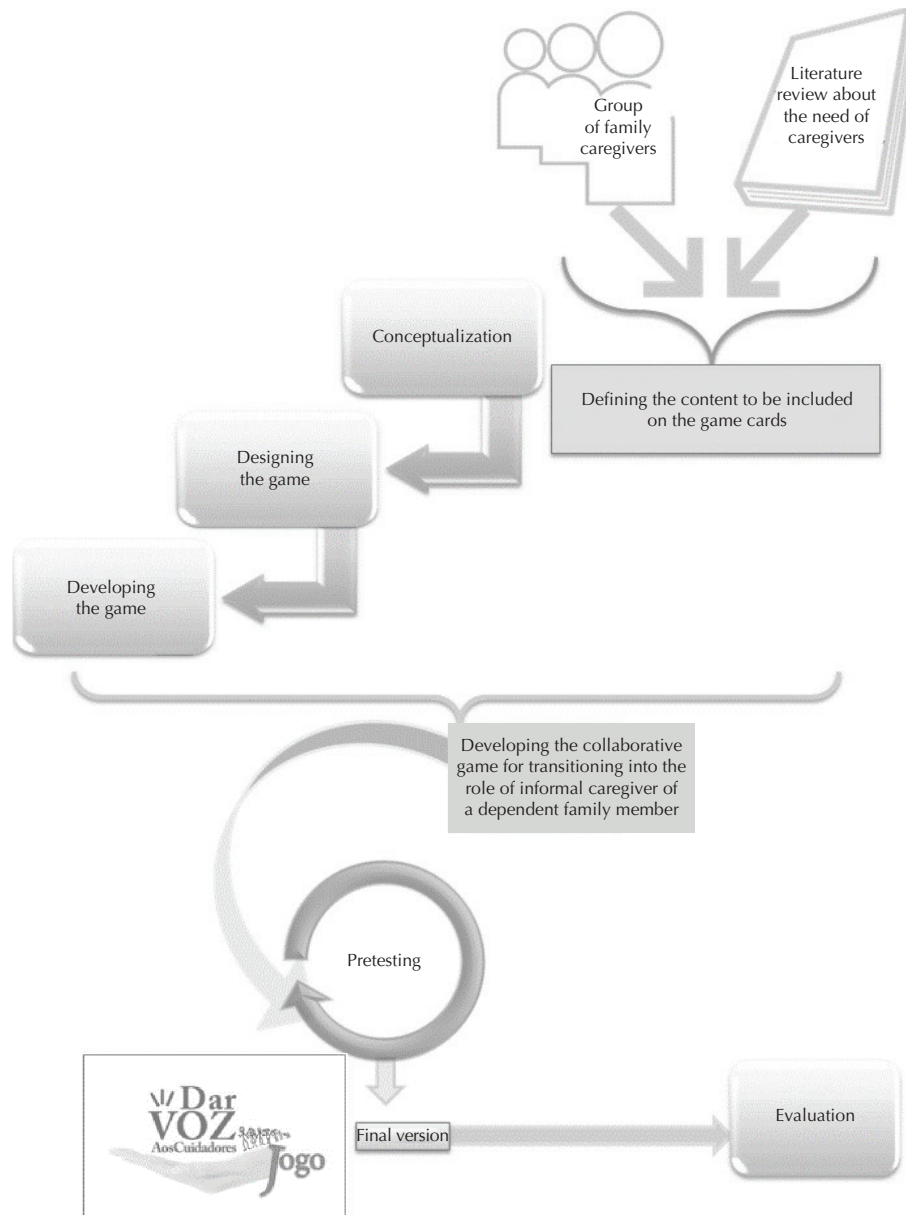 Group
of family
caregivers
Literature
review about
the need of
caregivers
Conceptualization
Defining the content to be included
on the game cards
Designing
the game
Developing
the game
Developing the collaborative
game for transitioning into the
role of informal caregiver of
a dependent family member
Pretesting
Dar
VOZ
AosCuidadores
Jogo
Final version
Evaluation